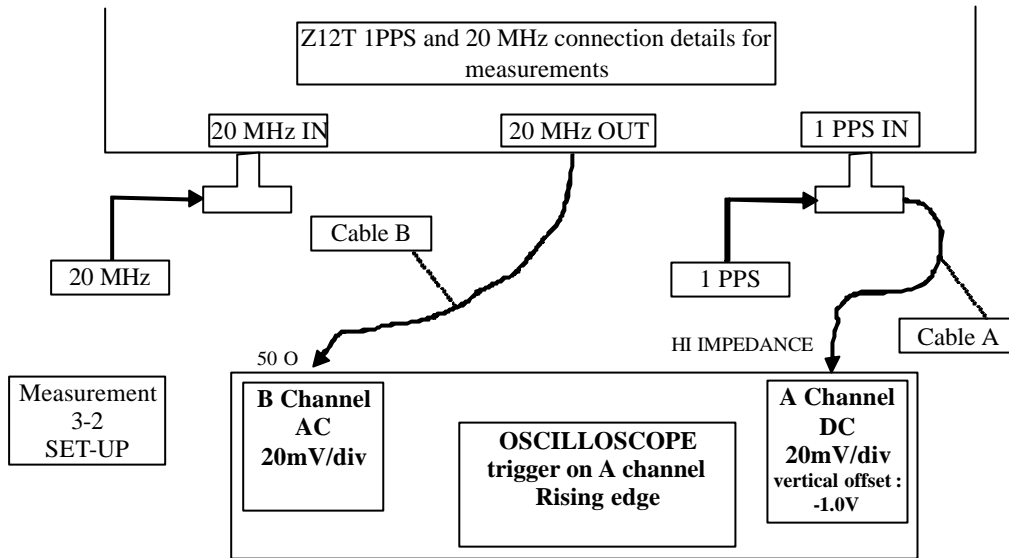 Z12T 1PPS and 20 MHz connection details for
measurements
20 MHz IN
20 MHz OUT
1 PPS IN
Cable B
20 MHz
1 PPS
Cable A
50 O
HI IMPEDANCE
Measurement
3-2
SET-UP
B Channel
AC
20mV/div
OSCILLOSCOPE
trigger on A channel
Rising edge
A Channel
DC
20mV/div
vertical offset :
-1.0V